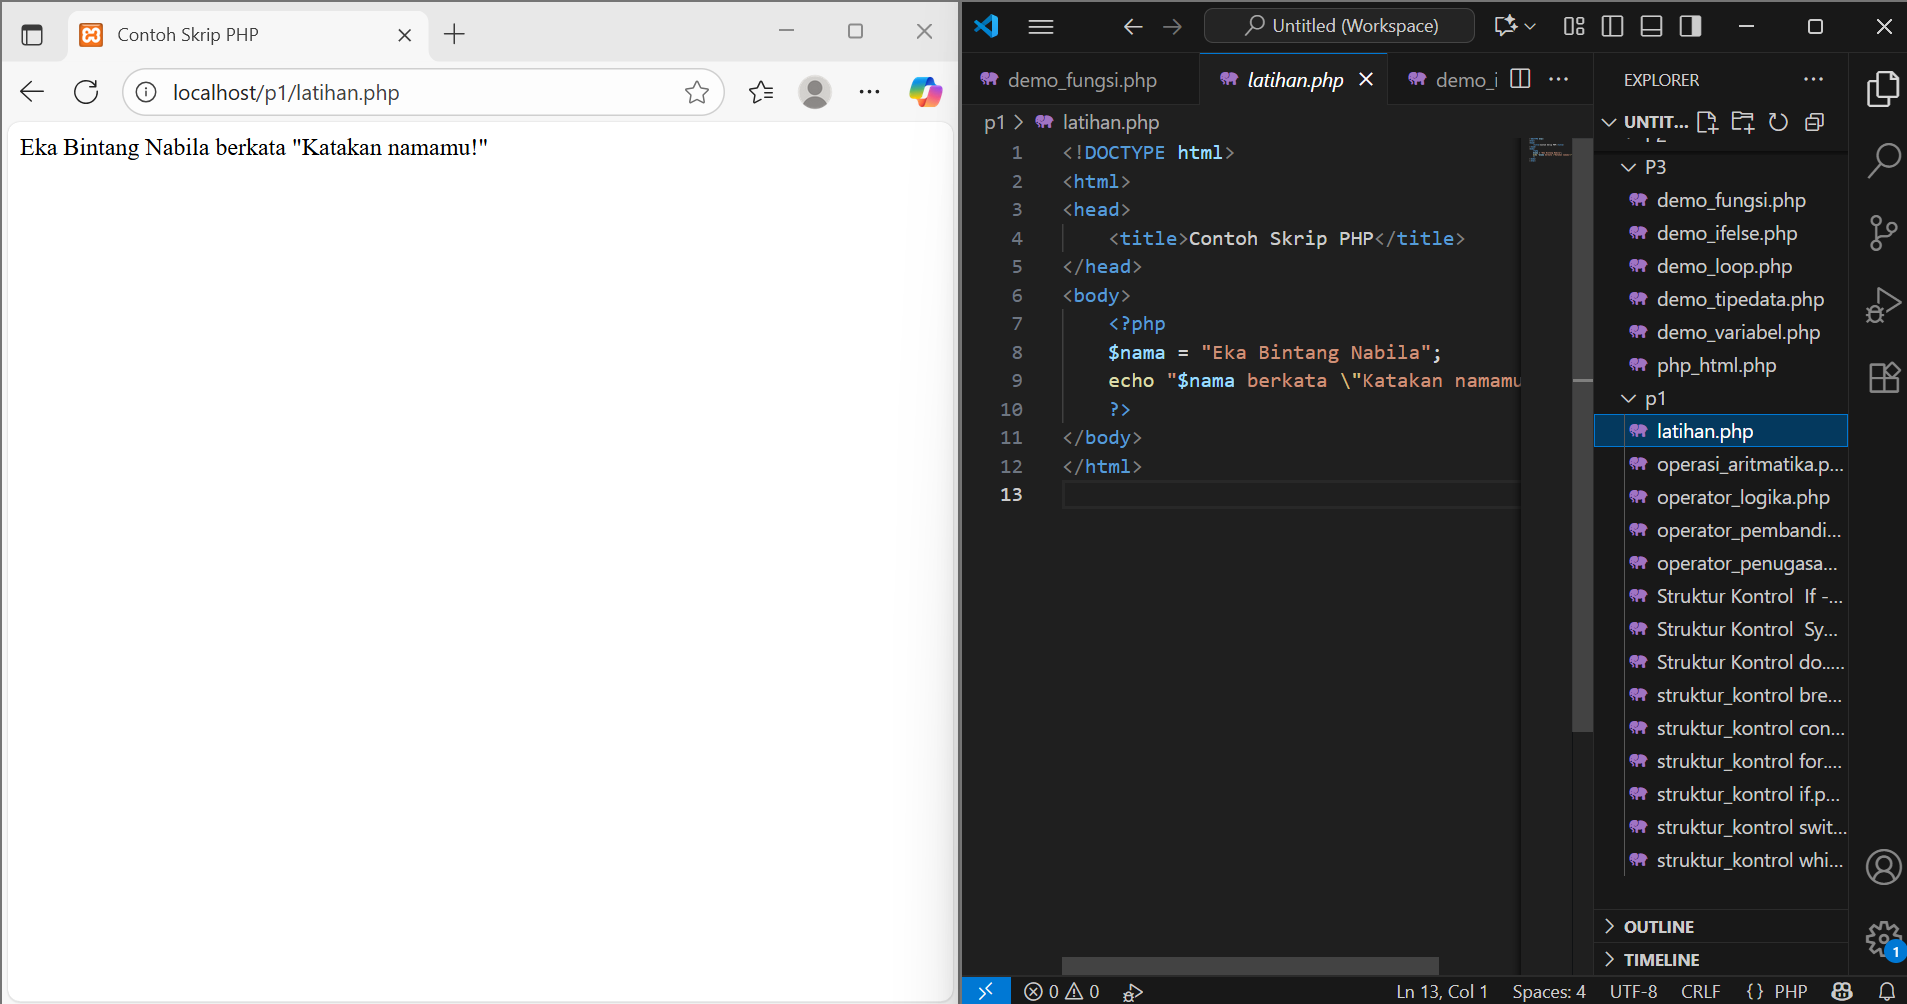 Contoh Skrip PHP
localhost/p1/latihan.php
Eka Bintang Nabila berkata "Katakan namamu!"
Untitled (Workspace)
demo_fungsi.php
latihan.php
demo_i
p1 > latihan.php
1 <!DOCTYPE html>
2 <html>
3 <head>
4     <title>Contoh Skrip PHP</title>
5 </head>
6 <body>
7     <?php
8     $nama = "Eka Bintang Nabila";
9     echo "$nama berkata \"Katakan namamu
10     ?>
11 </body>
12 </html>
13
EXPLORER
UNTIT...
P3
demo_fungsi.php
demo_ifelse.php
demo_loop.php
demo_tipedata.php
demo_variabel.php
php_html.php
p1
latihan.php
operasi_aritmatika.p...
operator_logika.php
operator_pembandi...
operator_penugasa...
Struktur Kontrol  If -...
Struktur Kontrol  Sy...
Struktur Kontrol do....
struktur_kontrol bre...
struktur_kontrol con...
struktur_kontrol for....
struktur_kontrol if.p...
struktur_kontrol swit...
struktur_kontrol whi...
OUTLINE
TIMELINE
1
0 0
Ln 13, Col 1
Spaces: 4
UTF-8
CRLF
{} PHP